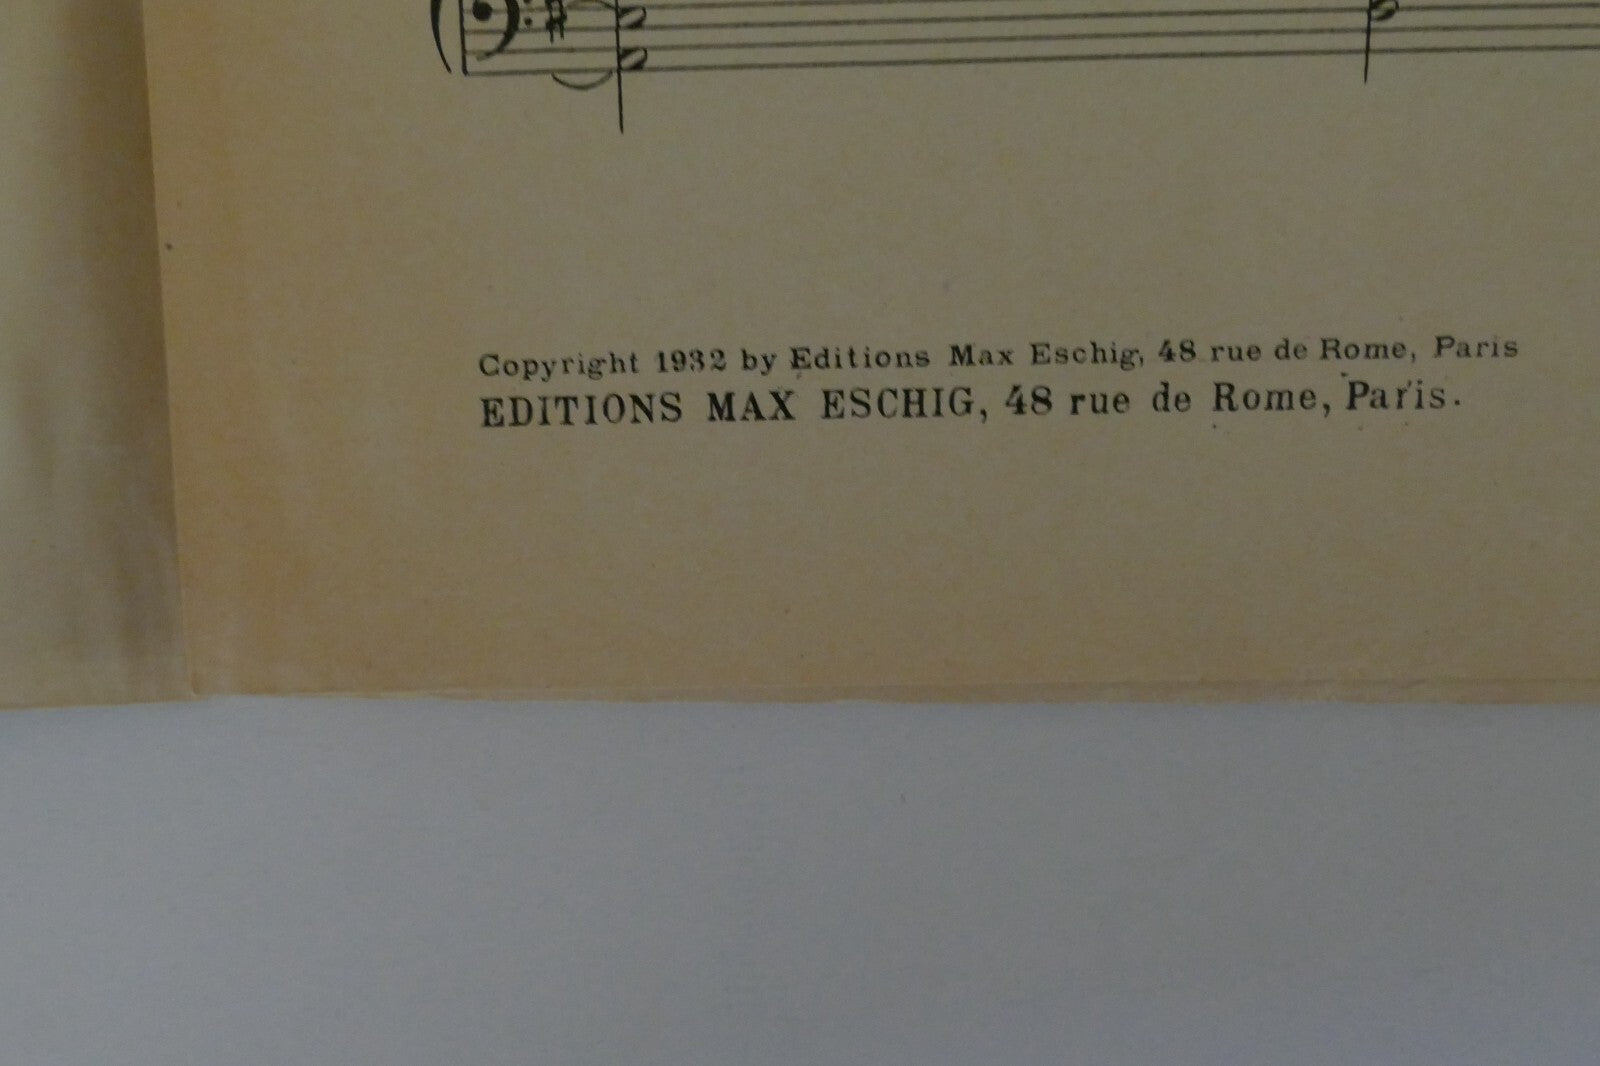 Copyright 1932 by Editions Max Eschig, 48 rue de Rome, Paris
EDITIONS MAX ESCHIG, 48 rue de Rome, Paris.